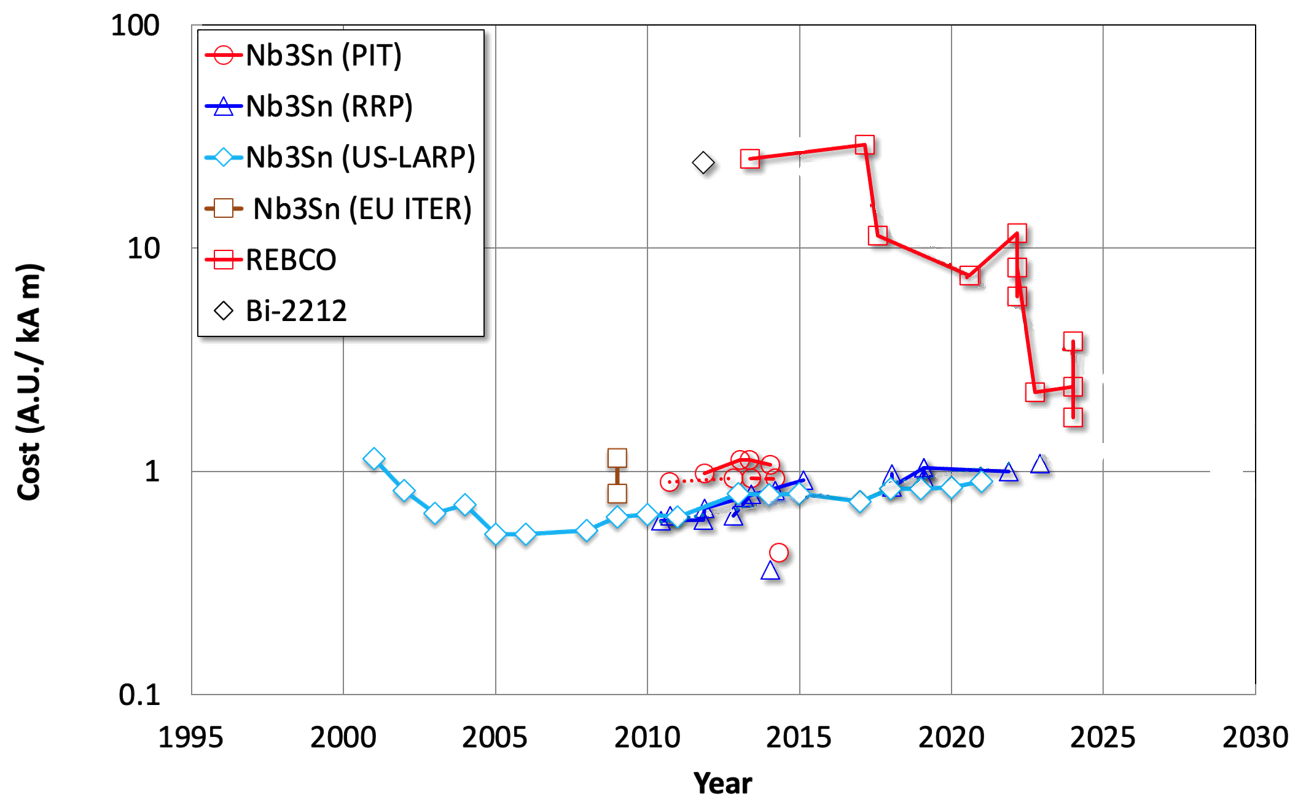 100
10
1
0.1
Cost (A.U./ kA m)
Nb3Sn (PIT)
Nb3Sn (RRP)
Nb3Sn (US-LARP)
Nb3Sn (EU ITER)
REBCO
Bi-2212
1995 2000 2005 2010 2015 2020 2025 2030
Year